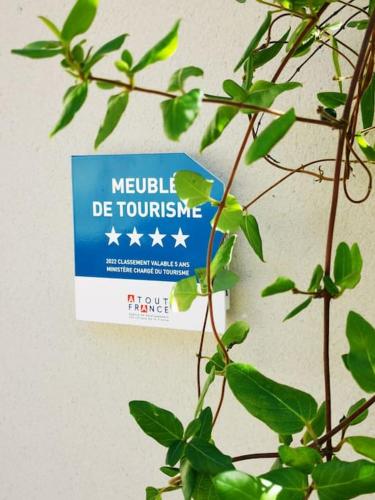 MEUBLÉ
DE TOURISME
2022 CLASSEMENT VALABLE 5 ANS
MINISTÈRE CHARGÉ DU TOURISME
ATOUT
FRANCE